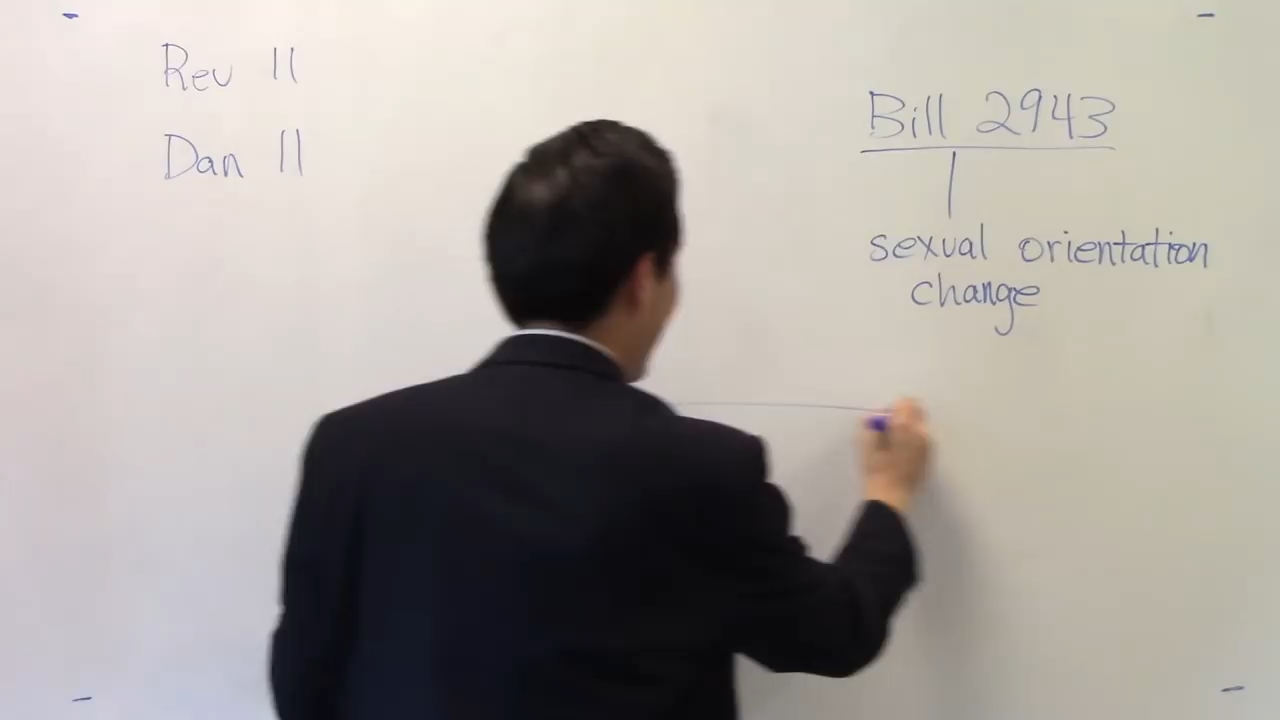 Rev 11
Dan 11
Bill 2943
sexual orientation
change